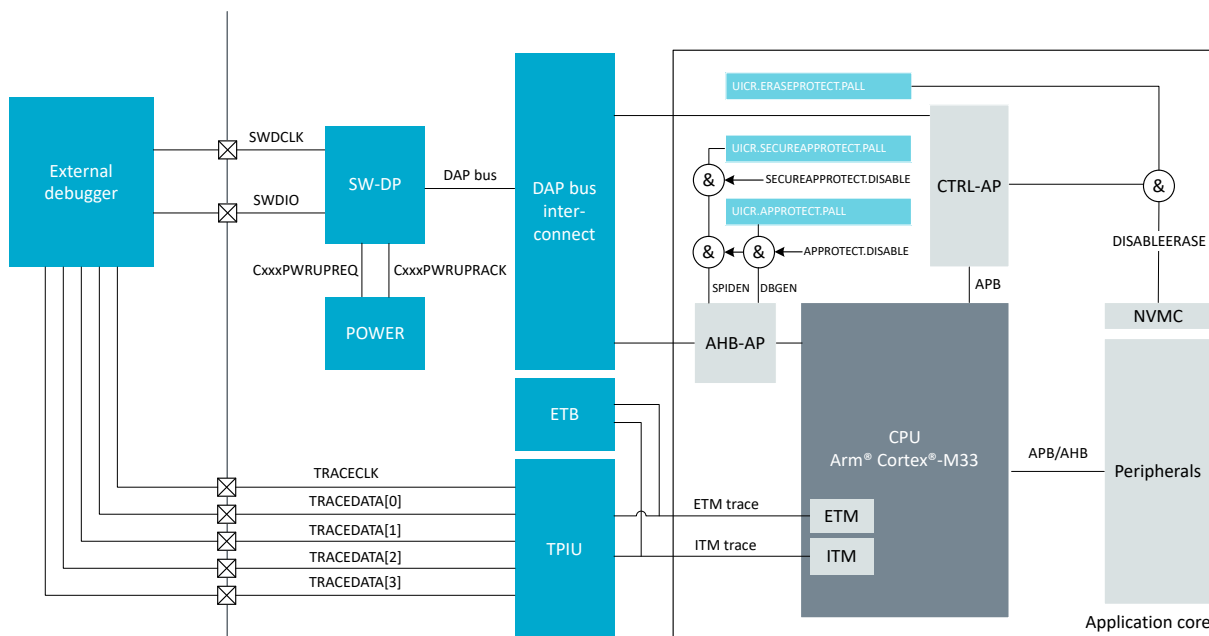 UICR.ERASEPROTECT.PALL
External
debugger
SWDCLK
SWDIO
SW-DP
DAP bus
DAP bus
inter-
connect
UICR.SECUREAPPROTECT.PALL
&
SECUREAPPROTECT.DISABLE
UICR.APPROTECT.PALL
&
&
APPROTECT.DISABLE
CTRL-AP
&
DISABLEERASE
CxxxPWRUPREQ
CxxxPWRUPRACK
POWER
SPIDEN
DBGEN
APB
AHB-AP
NVMC
ETB
CPU
Arm® Cortex®-M33
APB/AHB
Peripherals
TRACECLK
TRACEDATA[0]
TRACEDATA[1]
TRACEDATA[2]
TRACEDATA[3]
TPIU
ETM trace
ETM
ITM trace
ITM
Application core